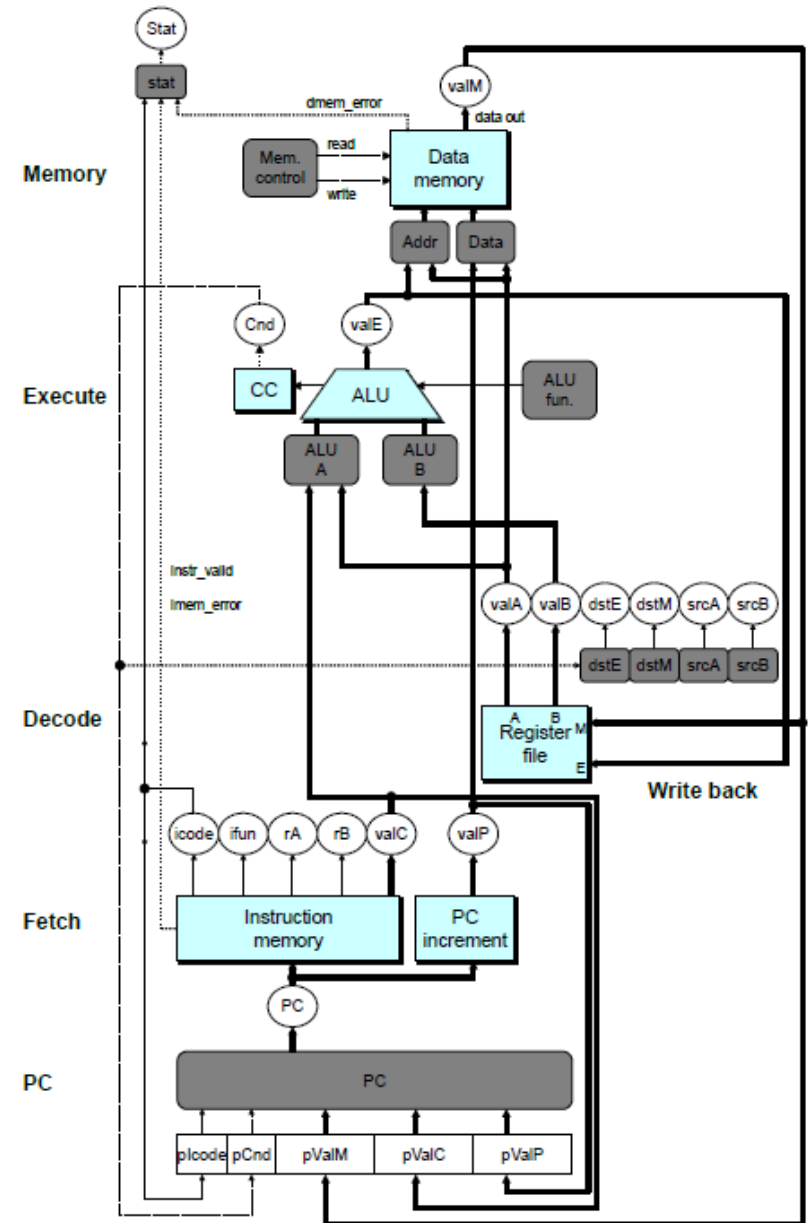 Stat
stat
valM
dmem_error
data out
Memory
Mem.
control
read
write
Data
memory
Addr
Data
Cnd
valE
Execute
CC
ALU
ALU
fun.
ALU
A
ALU
B
Instr_valid
Imem_error
valA
valB
dstE
dstM
srcA
srcB
dstE
dstM
srcA
srcB
Decode
A
B
Register
file
M
E
Write back
icode
ifun
rA
rB
valC
valP
Fetch
Instruction
memory
PC
increment
PC
PC
PC
pIcode
pCnd
pValM
pValC
pValP